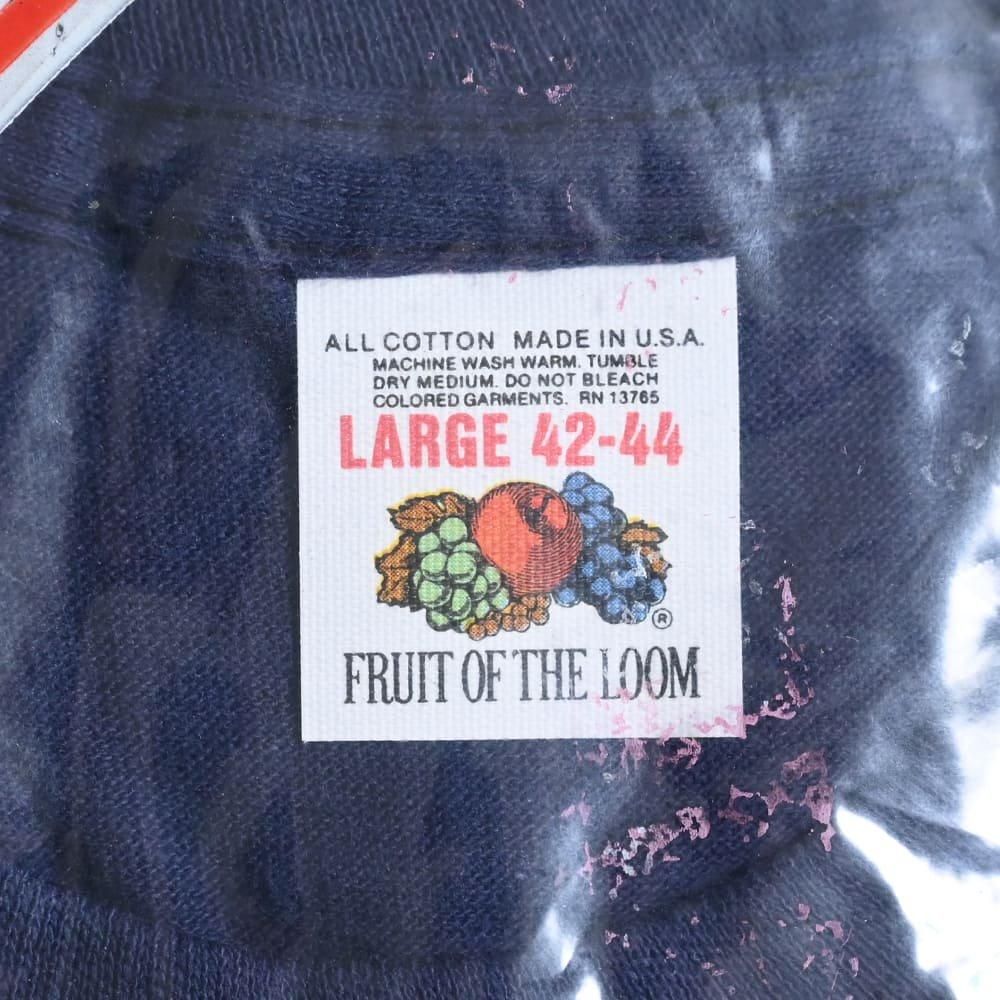 ALL COTTON MADE IN U.S.A.
MACHINE WASH WARM. TUMBLE
DRY MEDIUM. DO NOT BLEACH
COLORED GARMENTS. RN 13765
LARGE 42-44
®
FRUIT OF THE LOOM